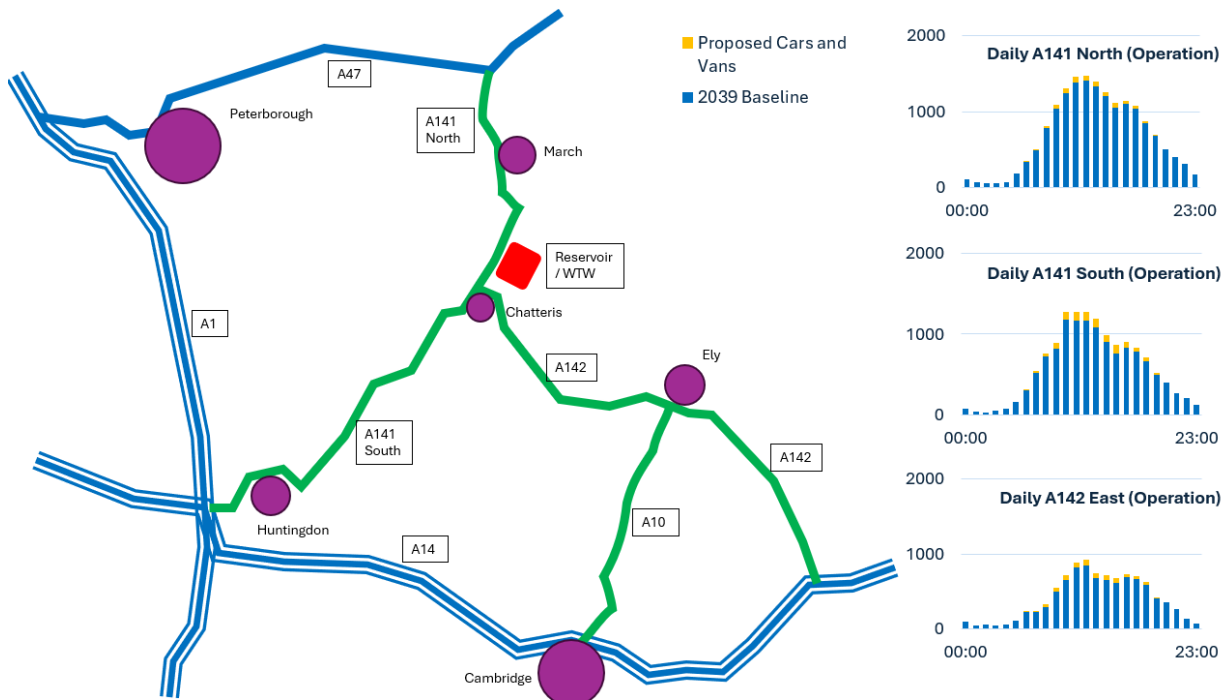 A47
Peterborough
A141
North
March
Reservoir
/ WTW
Chatteris
A1
A142
Ely
A141
South
A142
Huntingdon
A10
A14
Cambridge
Proposed Cars and
Vans
2039 Baseline
2000
Daily A141 North (Operation)
1000
0
00:00
23:00
2000
Daily A141 South (Operation)
1000
0
00:00
23:00
2000
Daily A142 East (Operation)
1000
0
00:00
23:00